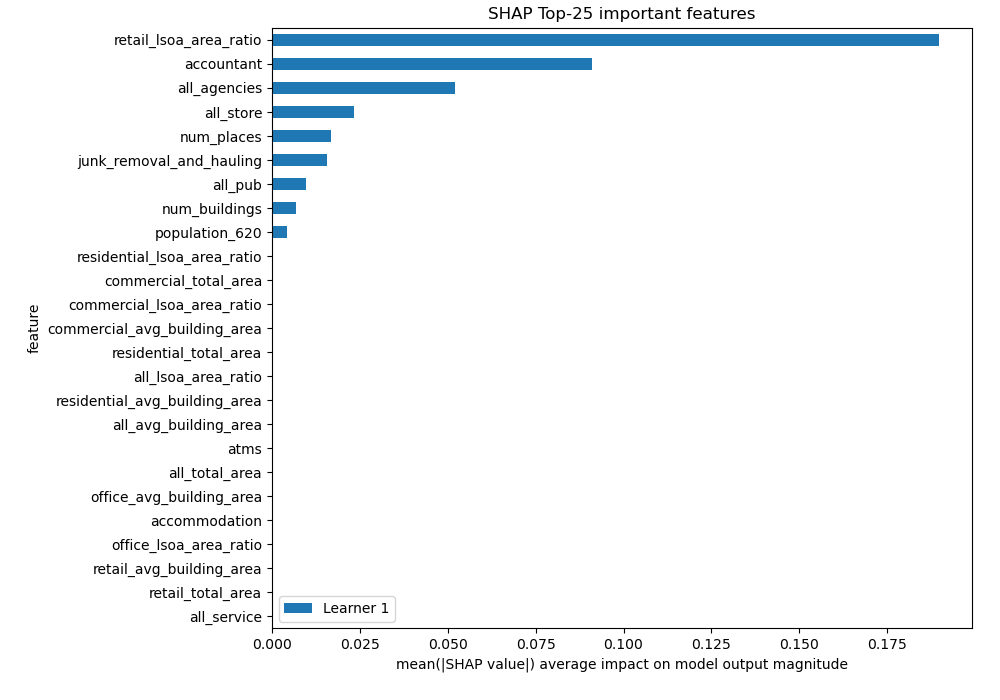 SHAP Top-25 important features
retail_lsoa_area_ratio
accountant
all_agencies
all_store
num_places
junk_removal_and_hauling
all_pub
num_buildings
population_620
residential_lsoa_area_ratio
commercial_total_area
commercial_lsoa_area_ratio
commercial_avg_building_area
residential_total_area
all_lsoa_area_ratio
residential_avg_building_area
all_avg_building_area
atms
all_total_area
office_avg_building_area
accommodation
office_lsoa_area_ratio
retail_avg_building_area
retail_total_area
all_service
feature
Learner 1
0.000 0.025 0.050 0.075 0.100 0.125 0.150 0.175
mean(|SHAP value|) average impact on model output magnitude